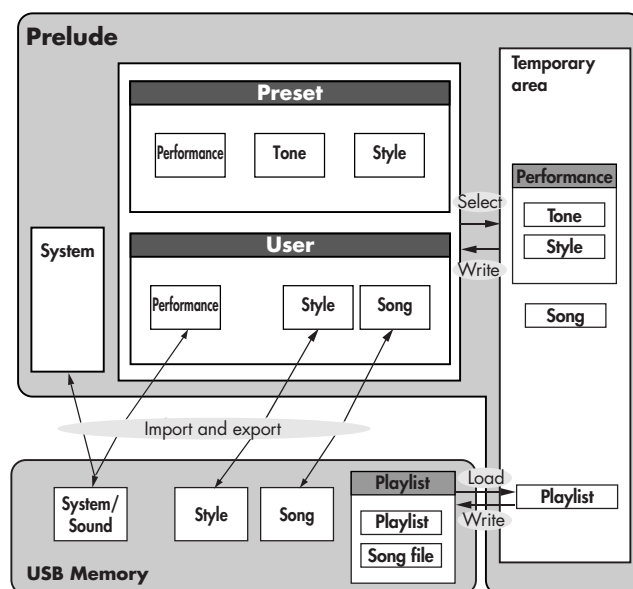 Prelude
Temporary
area
Preset
Performance
Tone
Style
Performance
Tone
Style
Select
Write
System
User
Performance
Style
Song
Song
Import and export
System/
Sound
Style
Song
Playlist
Playlist
Song file
Load
Write
Playlist
USB Memory